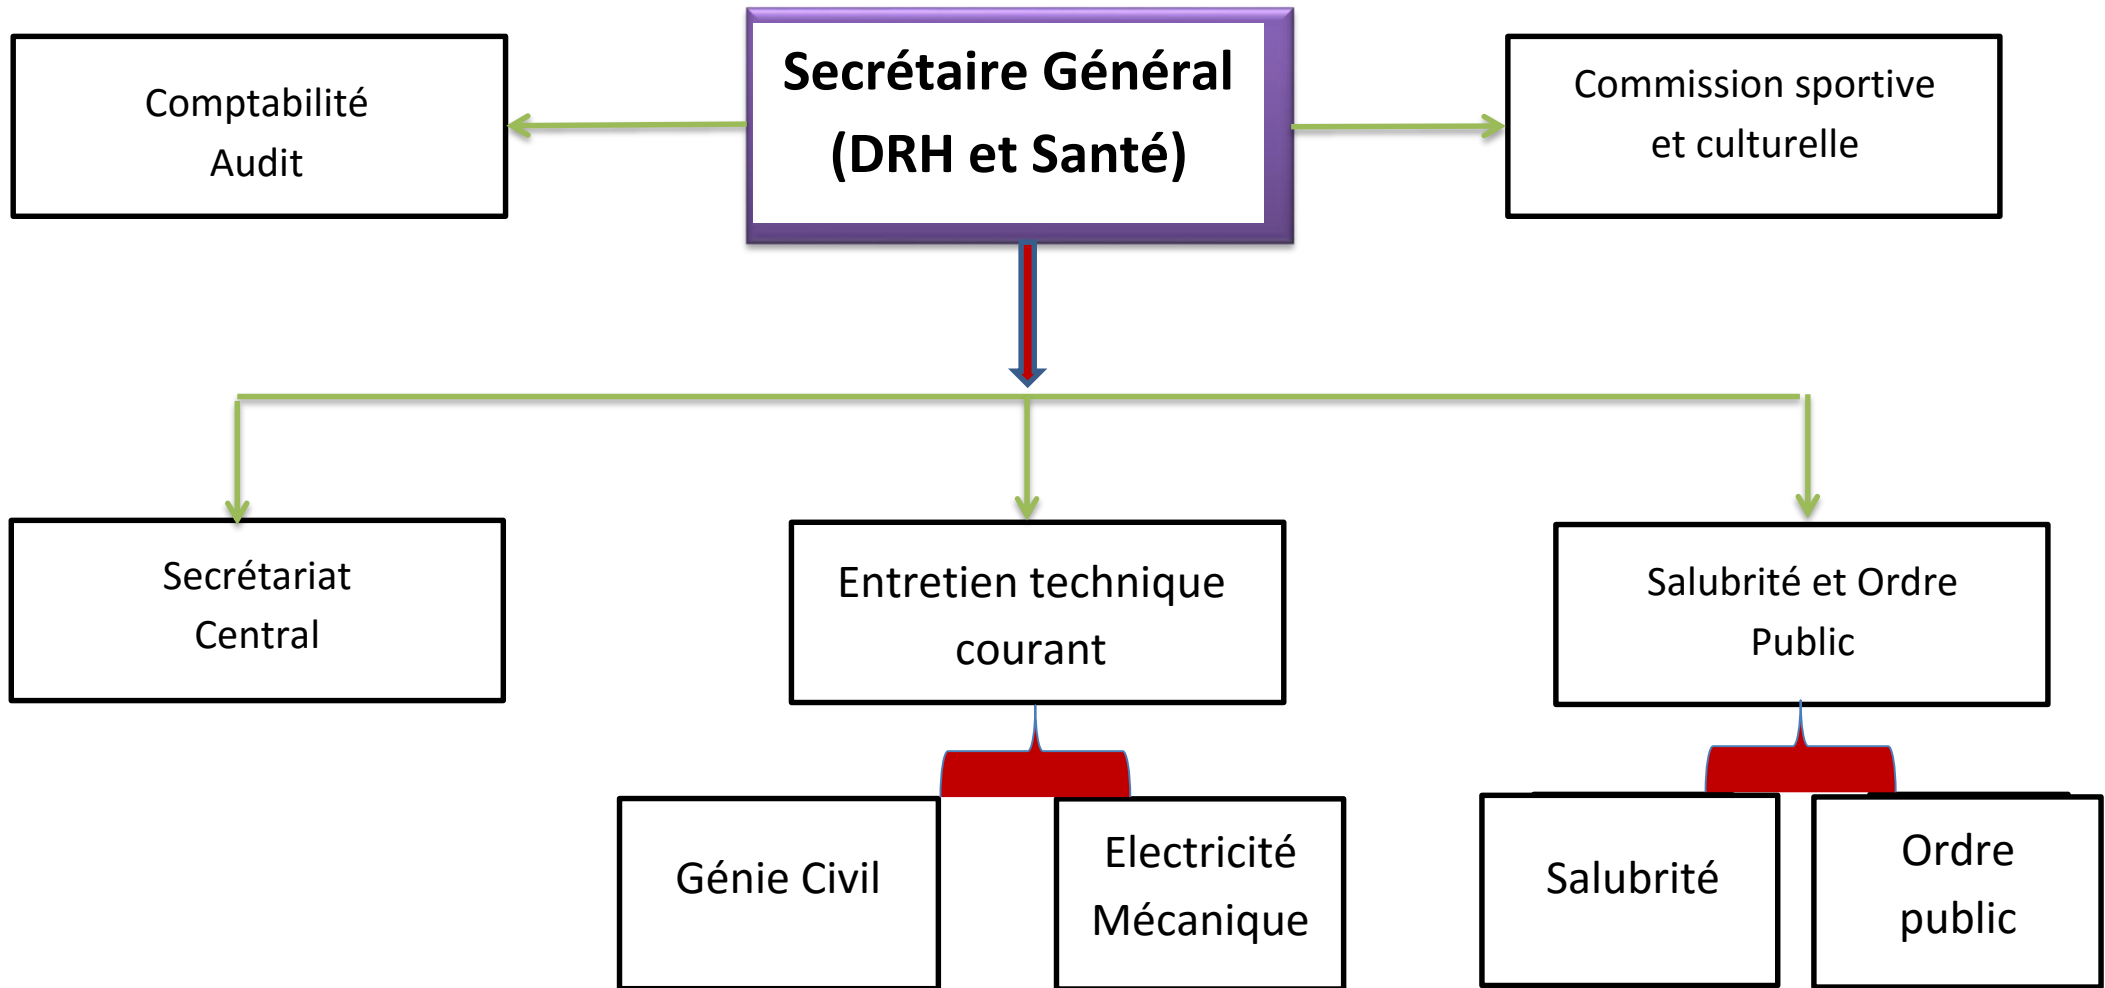 Comptabilité
Audit
Secrétaire Général
(DRH et Santé)
Commission sportive
et culturelle
Secrétariat
Central
Entretien technique
courant
Salubrité et Ordre
Public
Génie Civil
Electricité
Mécanique
Salubrité
Ordre
public